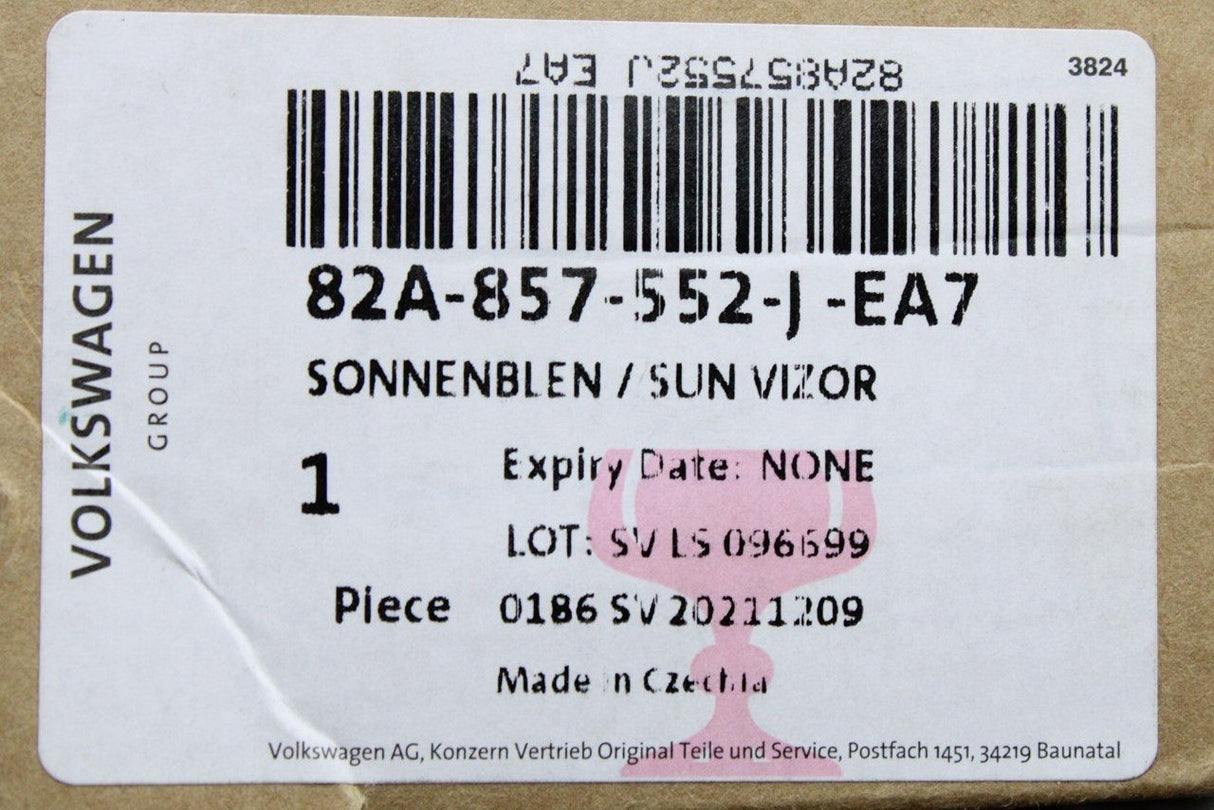 82A857552J EA7
3824
82A-857-552-J -EA7
SONNENBLEN / SUN VIZOR
1
Expiry Date: NONE
LOT: SV LS 096699
Piece
0186 SV 20211209
Made in Czechia
Volkswagen AG, Konzern Vertrieb Original Teile und Service, Postfach 1451, 34219 Baunatal
VOLKSWAGEN
GROUP